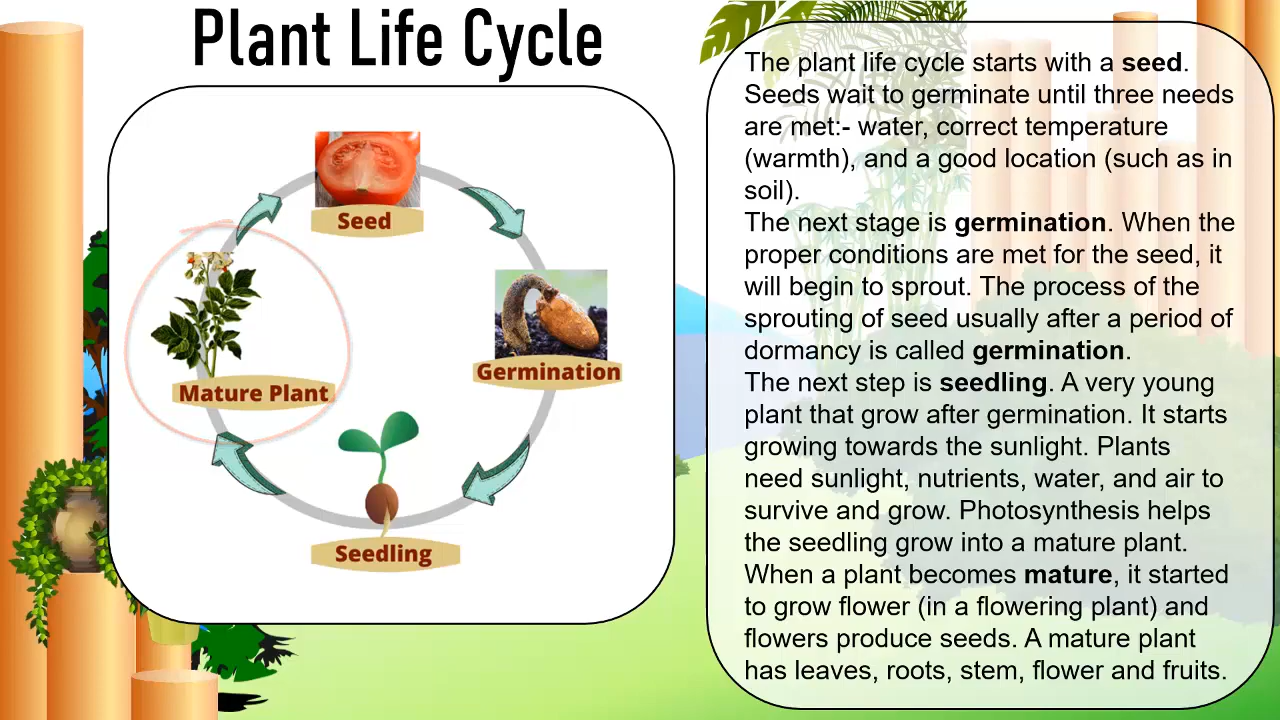 Plant Life Cycle
Seed
Germination
Mature Plant
Seedling
The plant life cycle starts with a seed.
Seeds wait to germinate until three needs
are met:- water, correct temperature
(warmth), and a good location (such as in
soil).
The next stage is germination. When the
proper conditions are met for the seed, it
will begin to sprout. The process of the
sprouting of seed usually after a period of
dormancy is called germination.
The next step is seedling. A very young
plant that grow after germination. It starts
growing towards the sunlight. Plants
need sunlight, nutrients, water, and air to
survive and grow. Photosynthesis helps
the seedling grow into a mature plant.
When a plant becomes mature, it started
to grow flower (in a flowering plant) and
flowers produce seeds. A mature plant
has leaves, roots, stem, flower and fruits.